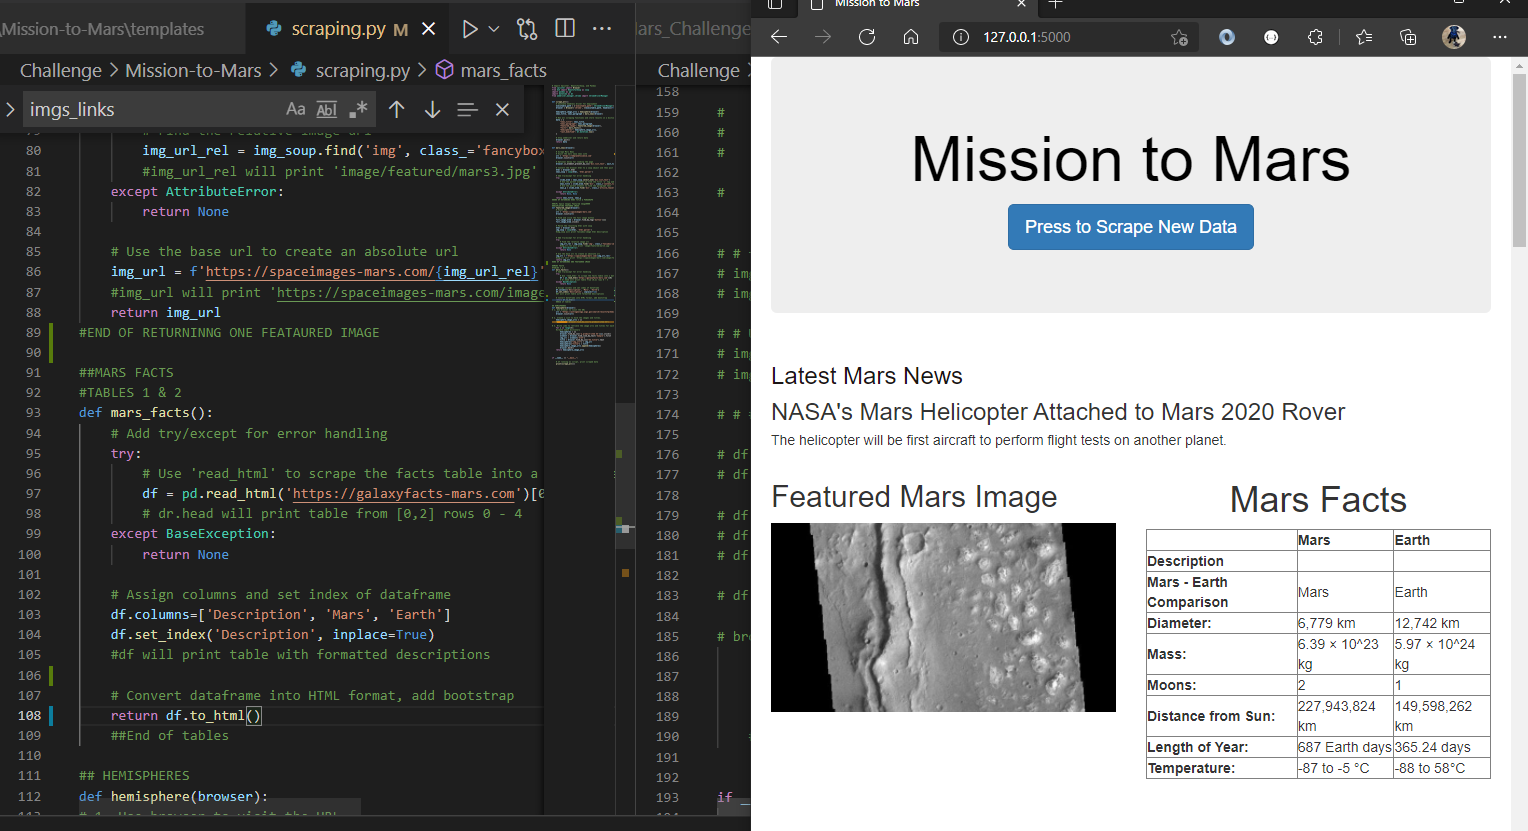 \Mission-to-Mars\templates
scraping.py M
Challenge > Mission-to-Mars > scraping.py > mars_facts
imgs_links
Aa Abl .*
80 img_url_rel = img_soup.find('img', class_='fancybox
81 #img_url_rel will print 'image/featured/mars3.jpg'
82 except AttributeError:
83 return None
84
85 # Use the base url to create an absolute url
86 img_url = f'https://spaceimages-mars.com/{img_url_rel}'
87 #img_url will print 'https://spaceimages-mars.com/image
88 return img_url
89 #END OF RETURNINNG ONE FEATAURED IMAGE
90
91 ##MARS FACTS
92 #TABLES 1 & 2
93 def mars_facts():
94 # Add try/except for error handling
95 try:
96 # Use 'read_html' to scrape the facts table into a
97 df = pd.read_html('https://galaxyfacts-mars.com')[0
98 # dr.head will print table from [0,2] rows 0 - 4
99 except BaseException:
100 return None
101
102 # Assign columns and set index of dataframe
103 df.columns=['Description', 'Mars', 'Earth']
104 df.set_index('Description', inplace=True)
105 #df will print table with formatted descriptions
106
107 # Convert dataframe into HTML format, add bootstrap
108 return df.to_html()
109 ##End of tables
110
111 ## HEMISPHERES
112 def hemisphere(browser):
ars_Challenge
Challenge >
158
159 #
160 #
161 #
162
163 #
164
165
166 # #
167 # img
168 # img
169
170 # #
171 # img
172 # img
173
174 # #
175
176 # df
177 # df
178
179 # df
180 # df
181 # df
182
183 # df
184
185 # bro
186
187
188
189
190
191
192
193 if _
Mission to Mars
127.0.0.1:5000
Mission to Mars
Press to Scrape New Data
Latest Mars News
NASA's Mars Helicopter Attached to Mars 2020 Rover
The helicopter will be first aircraft to perform flight tests on another planet.
Featured Mars Image
Mars Facts
Mars Earth
Description
Mars - Earth Comparison Mars Earth
Diameter: 6,779 km 12,742 km
Mass: 6.39 × 10^23 kg 5.97 × 10^24 kg
Moons: 2 1
Distance from Sun: 227,943,824 km 149,598,262 km
Length of Year: 687 Earth days 365.24 days
Temperature: -87 to -5 °C -88 to 58°C